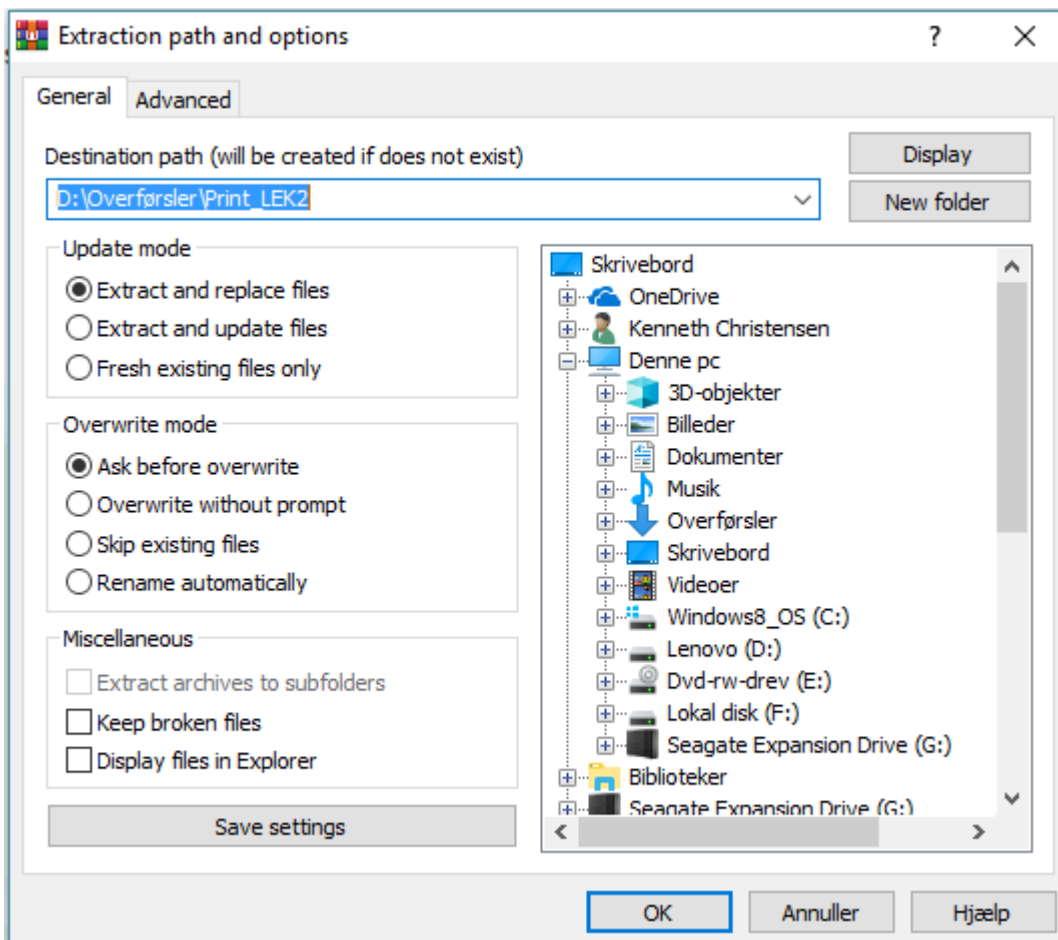 Extraction path and options
General
Advanced
Destination path (will be created if does not exist)
Display
D:\Overførsler\Print_LEK2
New folder
Update mode
Extract and replace files
Extract and update files
Fresh existing files only
Overwrite mode
Ask before overwrite
Overwrite without prompt
Skip existing files
Rename automatically
Miscellaneous
Extract archives to subfolders
Keep broken files
Display files in Explorer
Save settings
Skrivebord
OneDrive
Kenneth Christensen
Denne pc
3D-objekter
Billeder
Dokumenter
Musik
Overførsler
Skrivebord
Videoer
Windows8_OS (C:)
Lenovo (D:)
Dvd-rw-drev (E:)
Lokal disk (F:)
Seagate Expansion Drive (G:)
Biblioteker
Seagate Expansion Drive (G:)
OK
Annuller
Hjælp